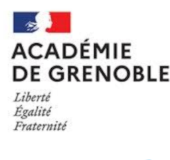 ACADÉMIE
DE GRENOBLE
Liberté
Égalité
Fraternité